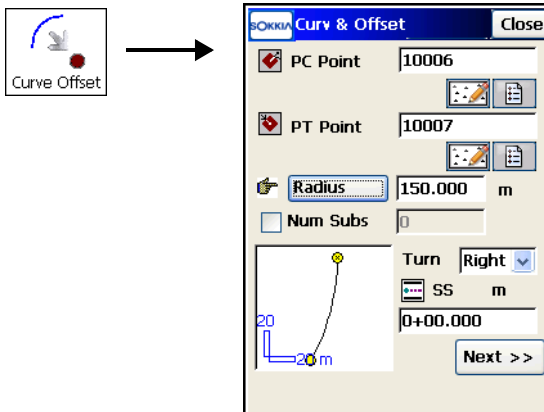 Curve Offset
SOKKIA Curv & Offset Close
PC Point 10006
PT Point 10007
Radius 150.000 m
Num Subs 0
Turn Right
SS m
0+00.000
20
20 m
Next >>